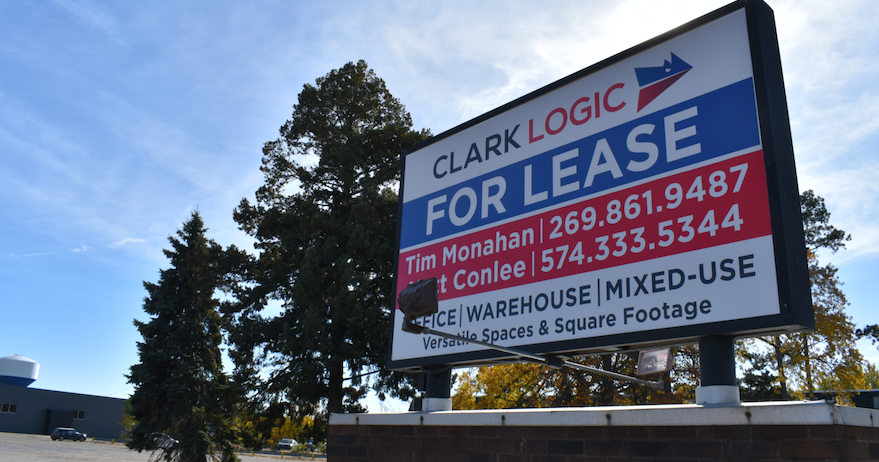 CLARK LOGIC
FOR LEASE
Tim Monahan | 269.861.9487
Conlee | 574.333.5344
OFFICE | WAREHOUSE | MIXED-USE
Versatile Spaces & Square Footage